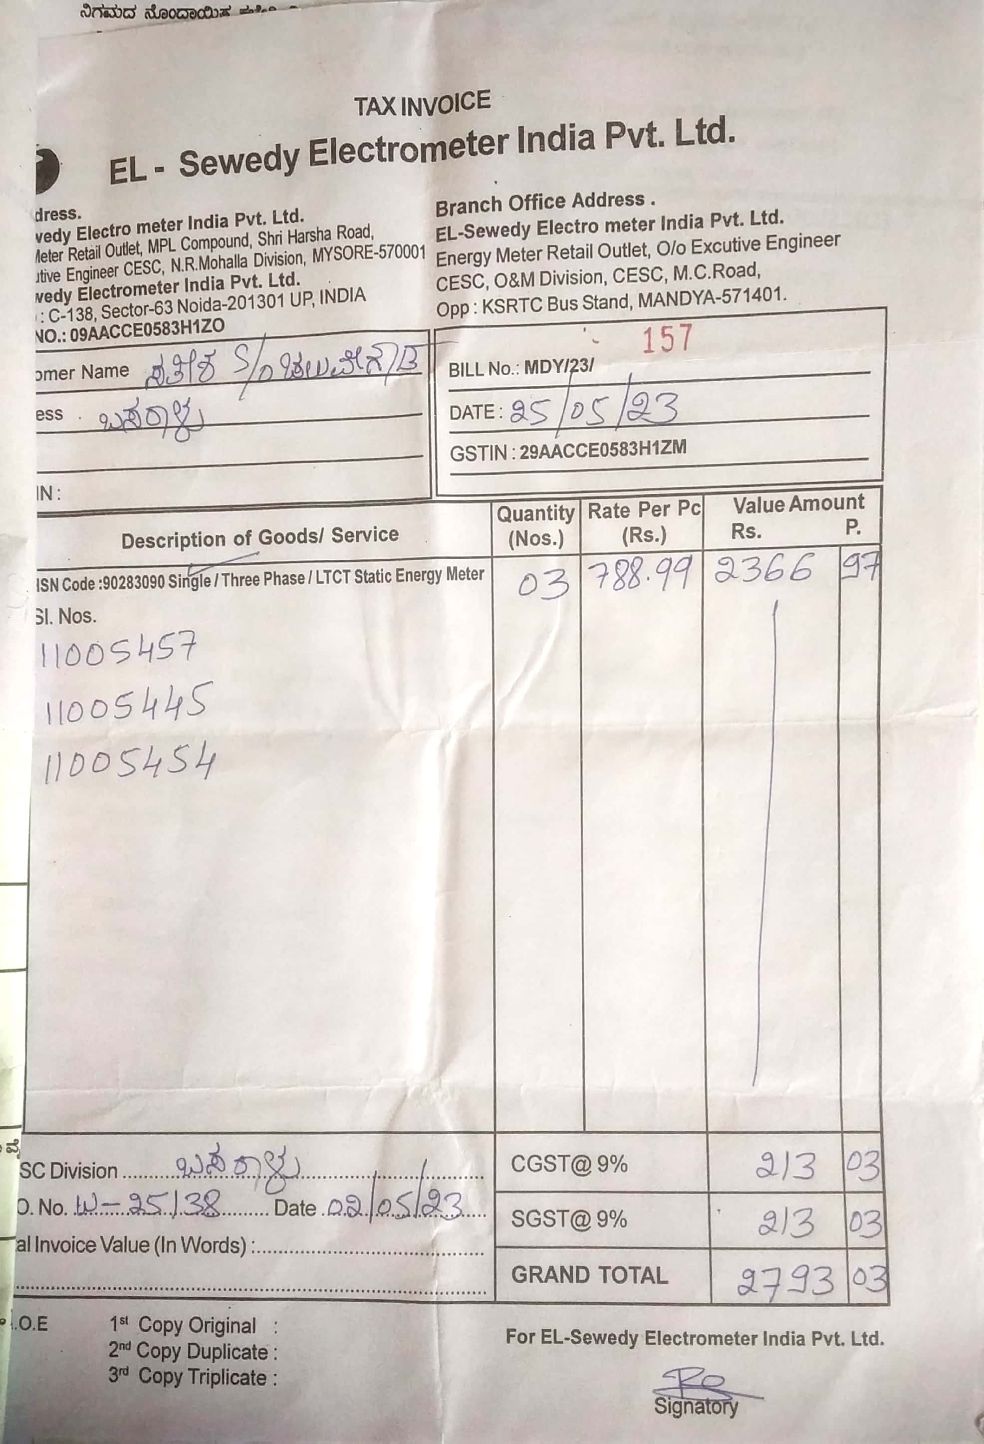 ನಿಗಮದ ನೊಂದಾಯಿತ
TAX INVOICE
EL - Sewedy Electrometer India Pvt. Ltd.
dress.
wedy Electro meter India Pvt. Ltd.
Meter Retail Outlet, MPL Compound, Shri Harsha Road,
utive Engineer CESC, N.R.Mohalla Division, MYSORE-570001
wedy Electrometer India Pvt. Ltd.
: C-138, Sector-63 Noida-201301 UP, INDIA
NO.: 09AACCE0583H1ZO
Branch Office Address .
EL-Sewedy Electro meter India Pvt. Ltd.
Energy Meter Retail Outlet, O/o Excutive Engineer
CESC, O&M Division, CESC, M.C.Road,
Opp : KSRTC Bus Stand, MANDYA-571401.
omer Name ಸತೀಶ S/o ಚಲುವೇಗೌಡ
ess . ಬಸರಾಳು
IN :
157
BILL No.: MDY/23/
DATE : 25/05/23
GSTIN : 29AACCE0583H1ZM
Description of Goods/ Service
Quantity (Nos.)
Rate Per Pc (Rs.)
Value Amount
Rs. P.
ISN Code :90283090 Single / Three Phase / LTCT Static Energy Meter 03 788.99 2366 97
Sl. Nos.
11005457
11005445
11005454
SC Division ......... ಬಸರಾಳು
O. No. W-25138 Date 02/05/23
al Invoice Value (In Words) :
CGST@ 9% 213 03
SGST@ 9% 213 03
GRAND TOTAL 2793 03
.O.E
1st Copy Original :
2nd Copy Duplicate :
3rd Copy Triplicate :
For EL-Sewedy Electrometer India Pvt. Ltd.
Signatory